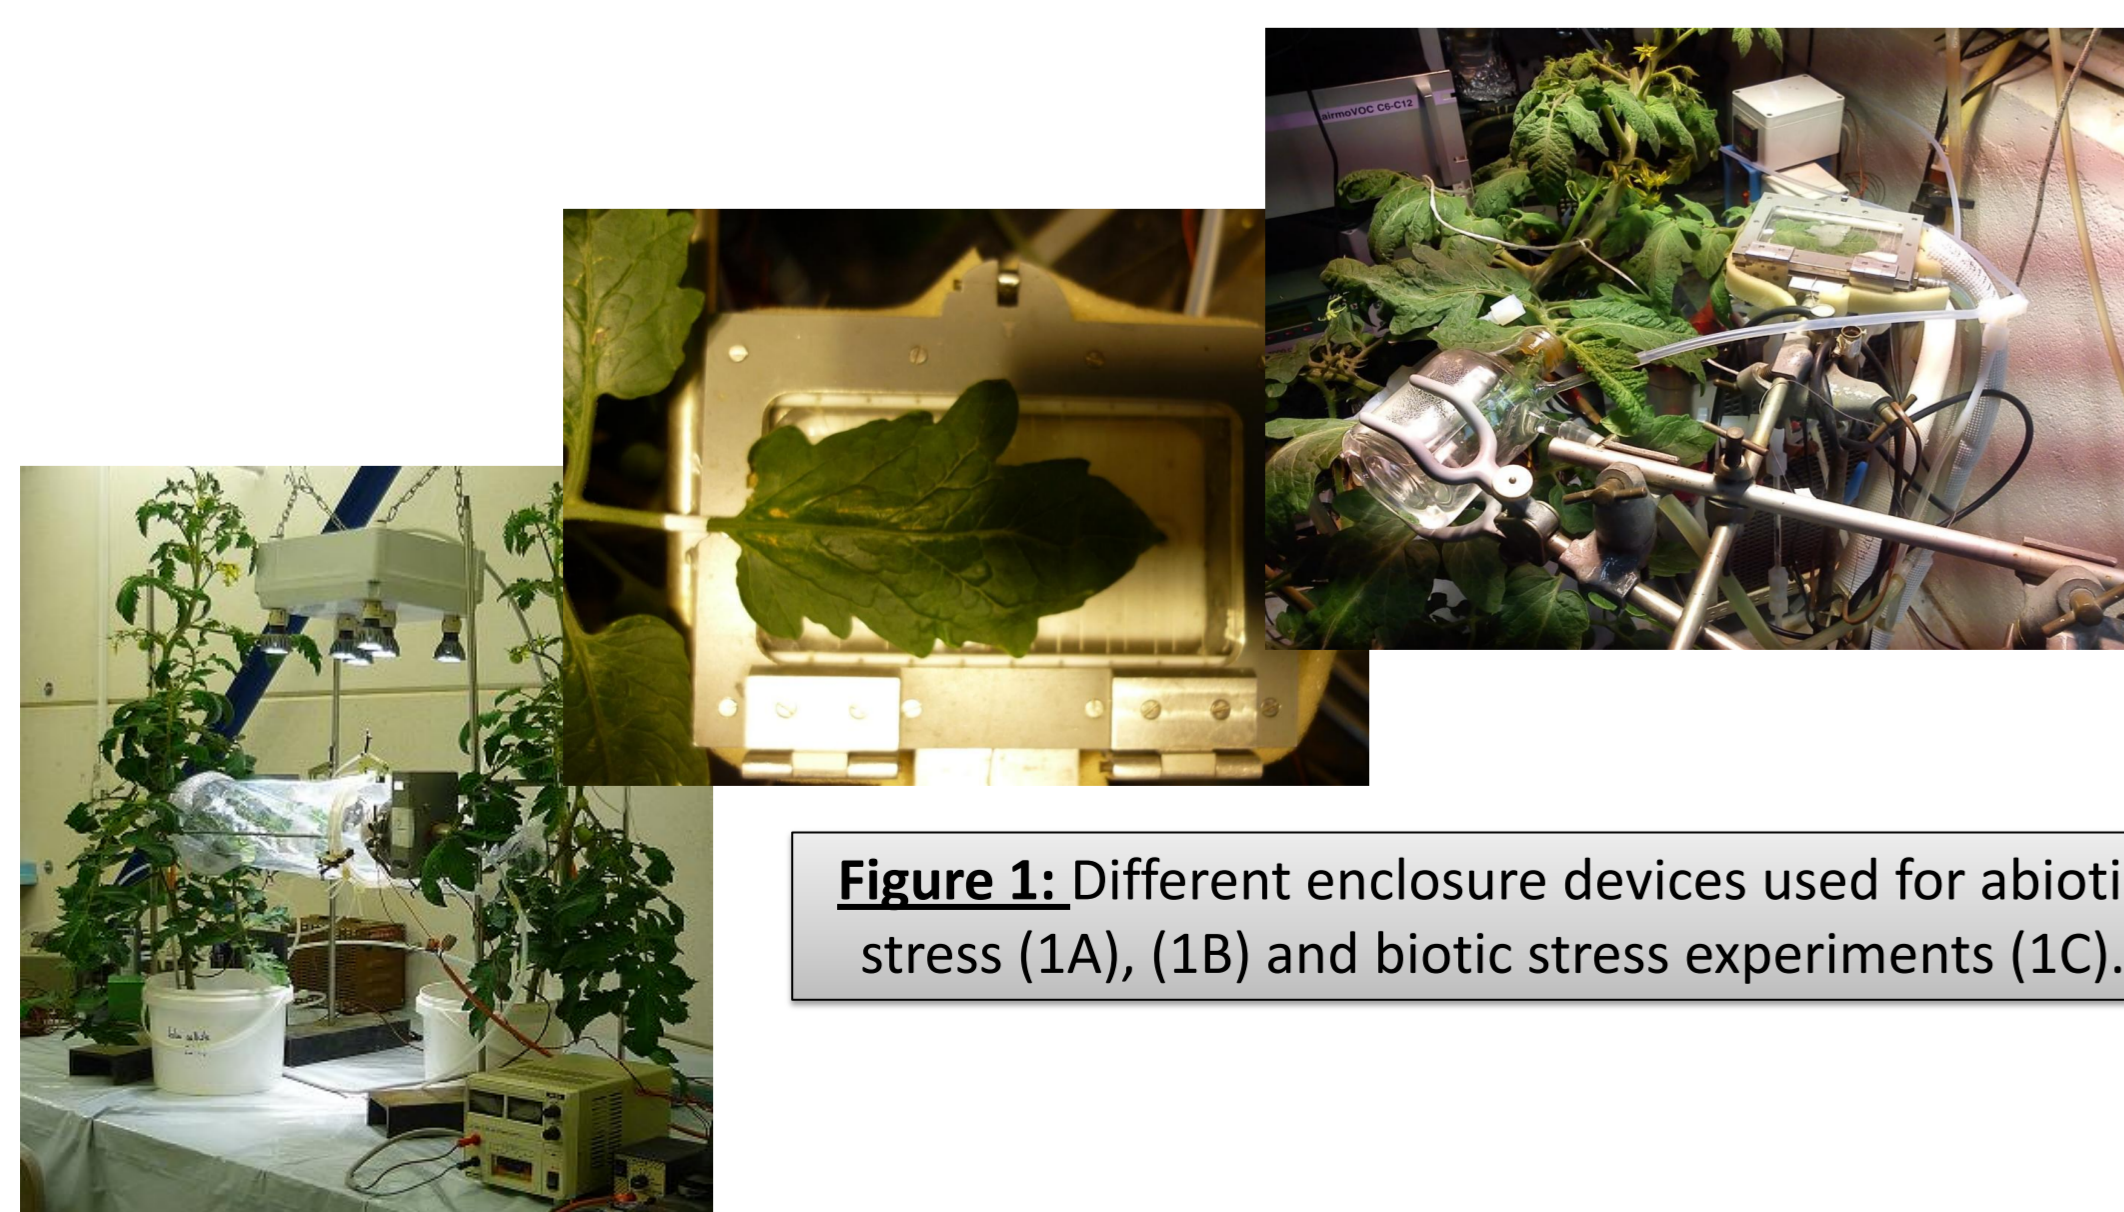 airmoVOC C6-C12
Figure 1: Different enclosure devices used for abioti
stress (1A), (1B) and biotic stress experiments (1C).